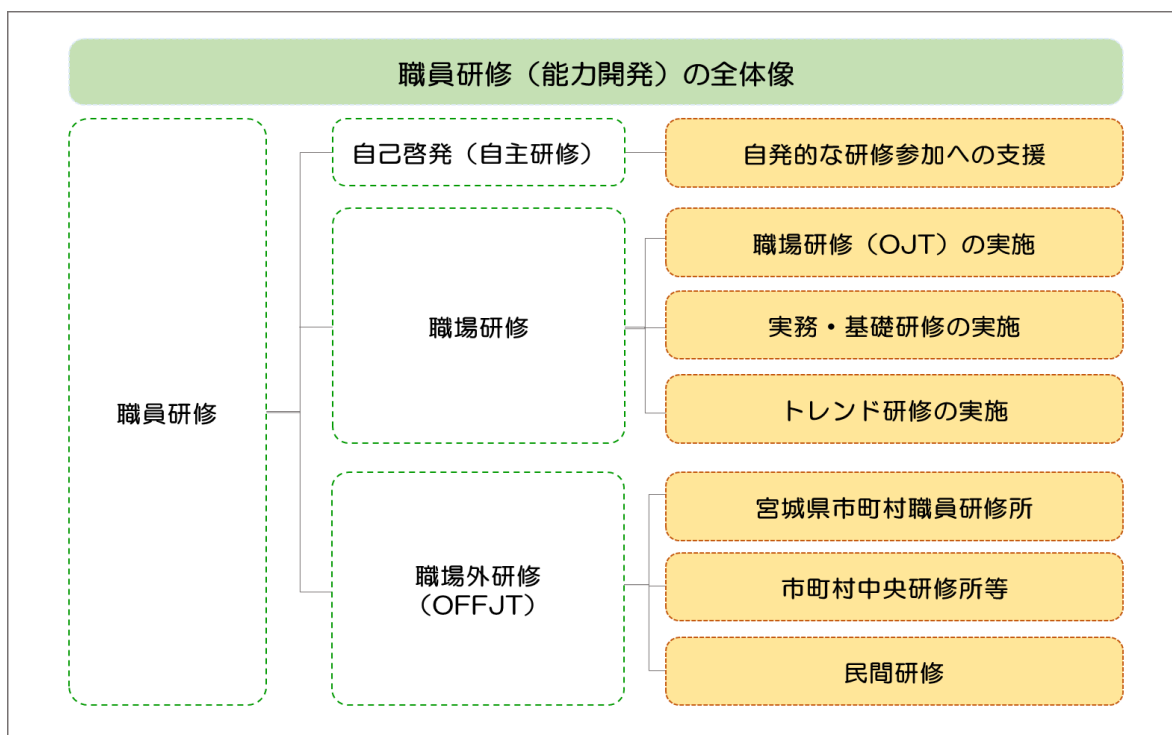 職員研修（能力開発）の全体像
職員研修
自己啓発（自主研修）
自発的な研修参加への支援
職場研修
職場研修（OJT）の実施
実務・基礎研修の実施
トレンド研修の実施
職場外研修
（OFFJT）
宮城県市町村職員研修所
市町村中央研修所等
民間研修